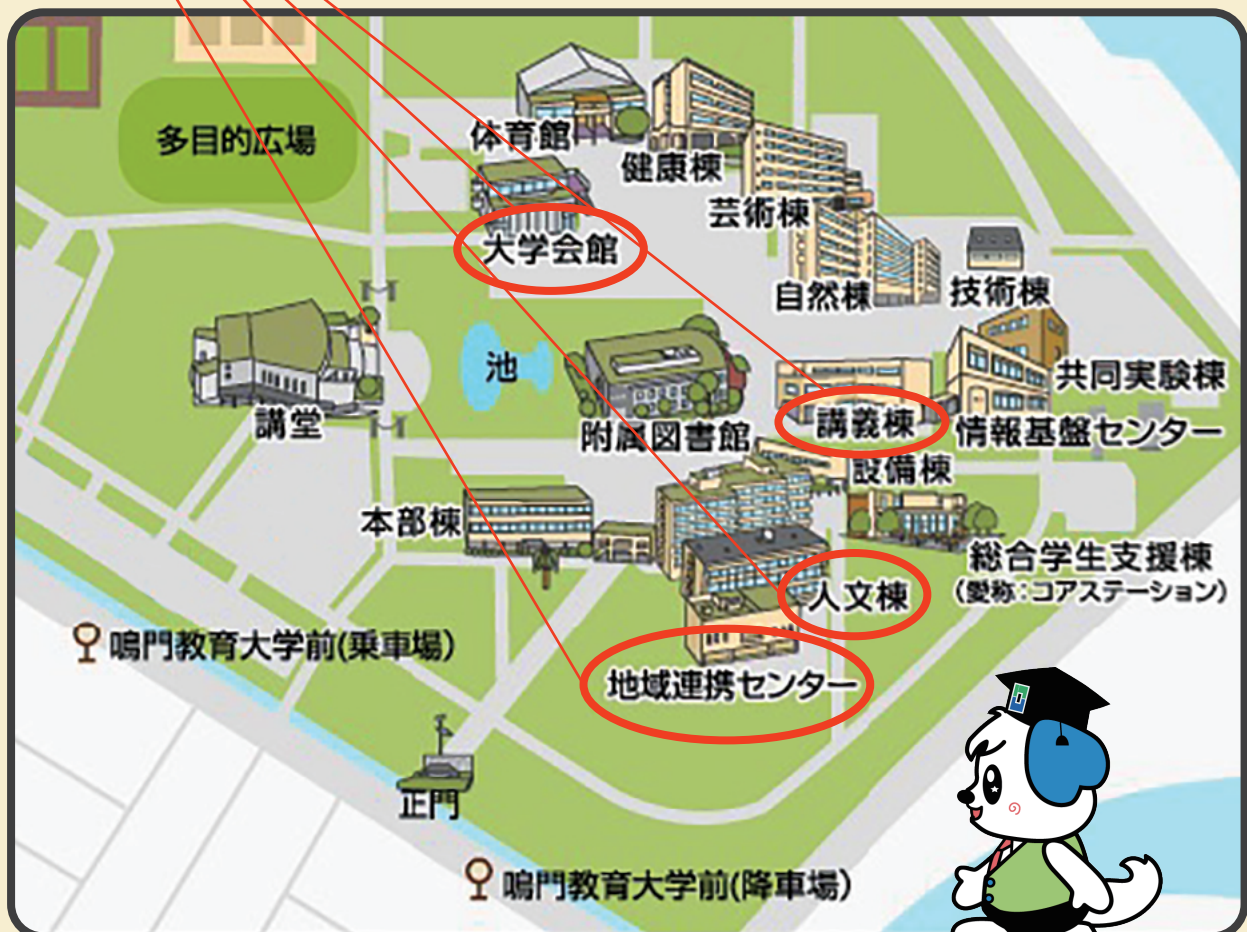 多目的広場
体育館
健康棟
芸術棟
大学会館
自然棟
技術棟
池
共同実験棟
講堂
附属図書館
講義棟
情報基盤センター
設備棟
本部棟
総合学生支援棟
(愛称:コアステーション)
人文棟
鳴門教育大学前(乗車場)
地域連携センター
正門
鳴門教育大学前(降車場)